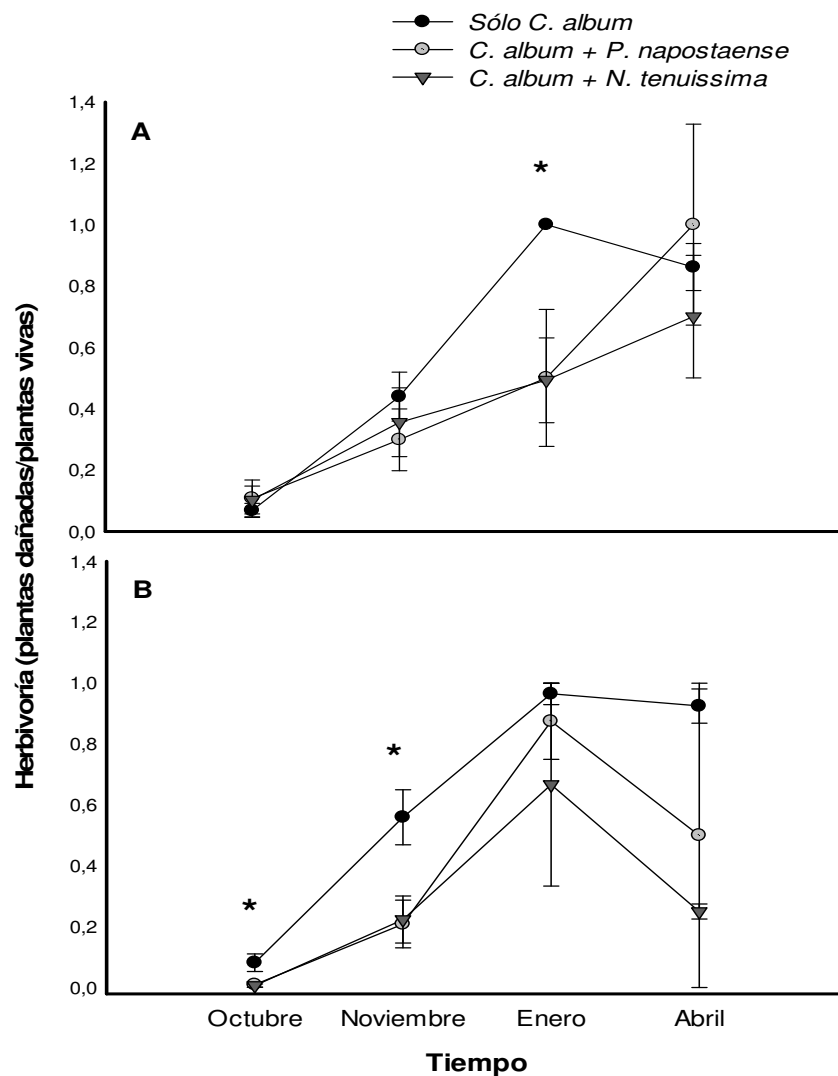 Sólo C. album
C. album + P. napostaense
C. album + N. tenuissima
Herbivoría (plantas dañadas/plantas vivas)
A
1,4
1,2
*
1,0
0,8
0,6
0,4
0,2
0,0
B
1,4
1,2
1,0
*
0,8
0,6
0,4
*
0,2
0,0
Octubre Noviembre Enero Abril
Tiempo